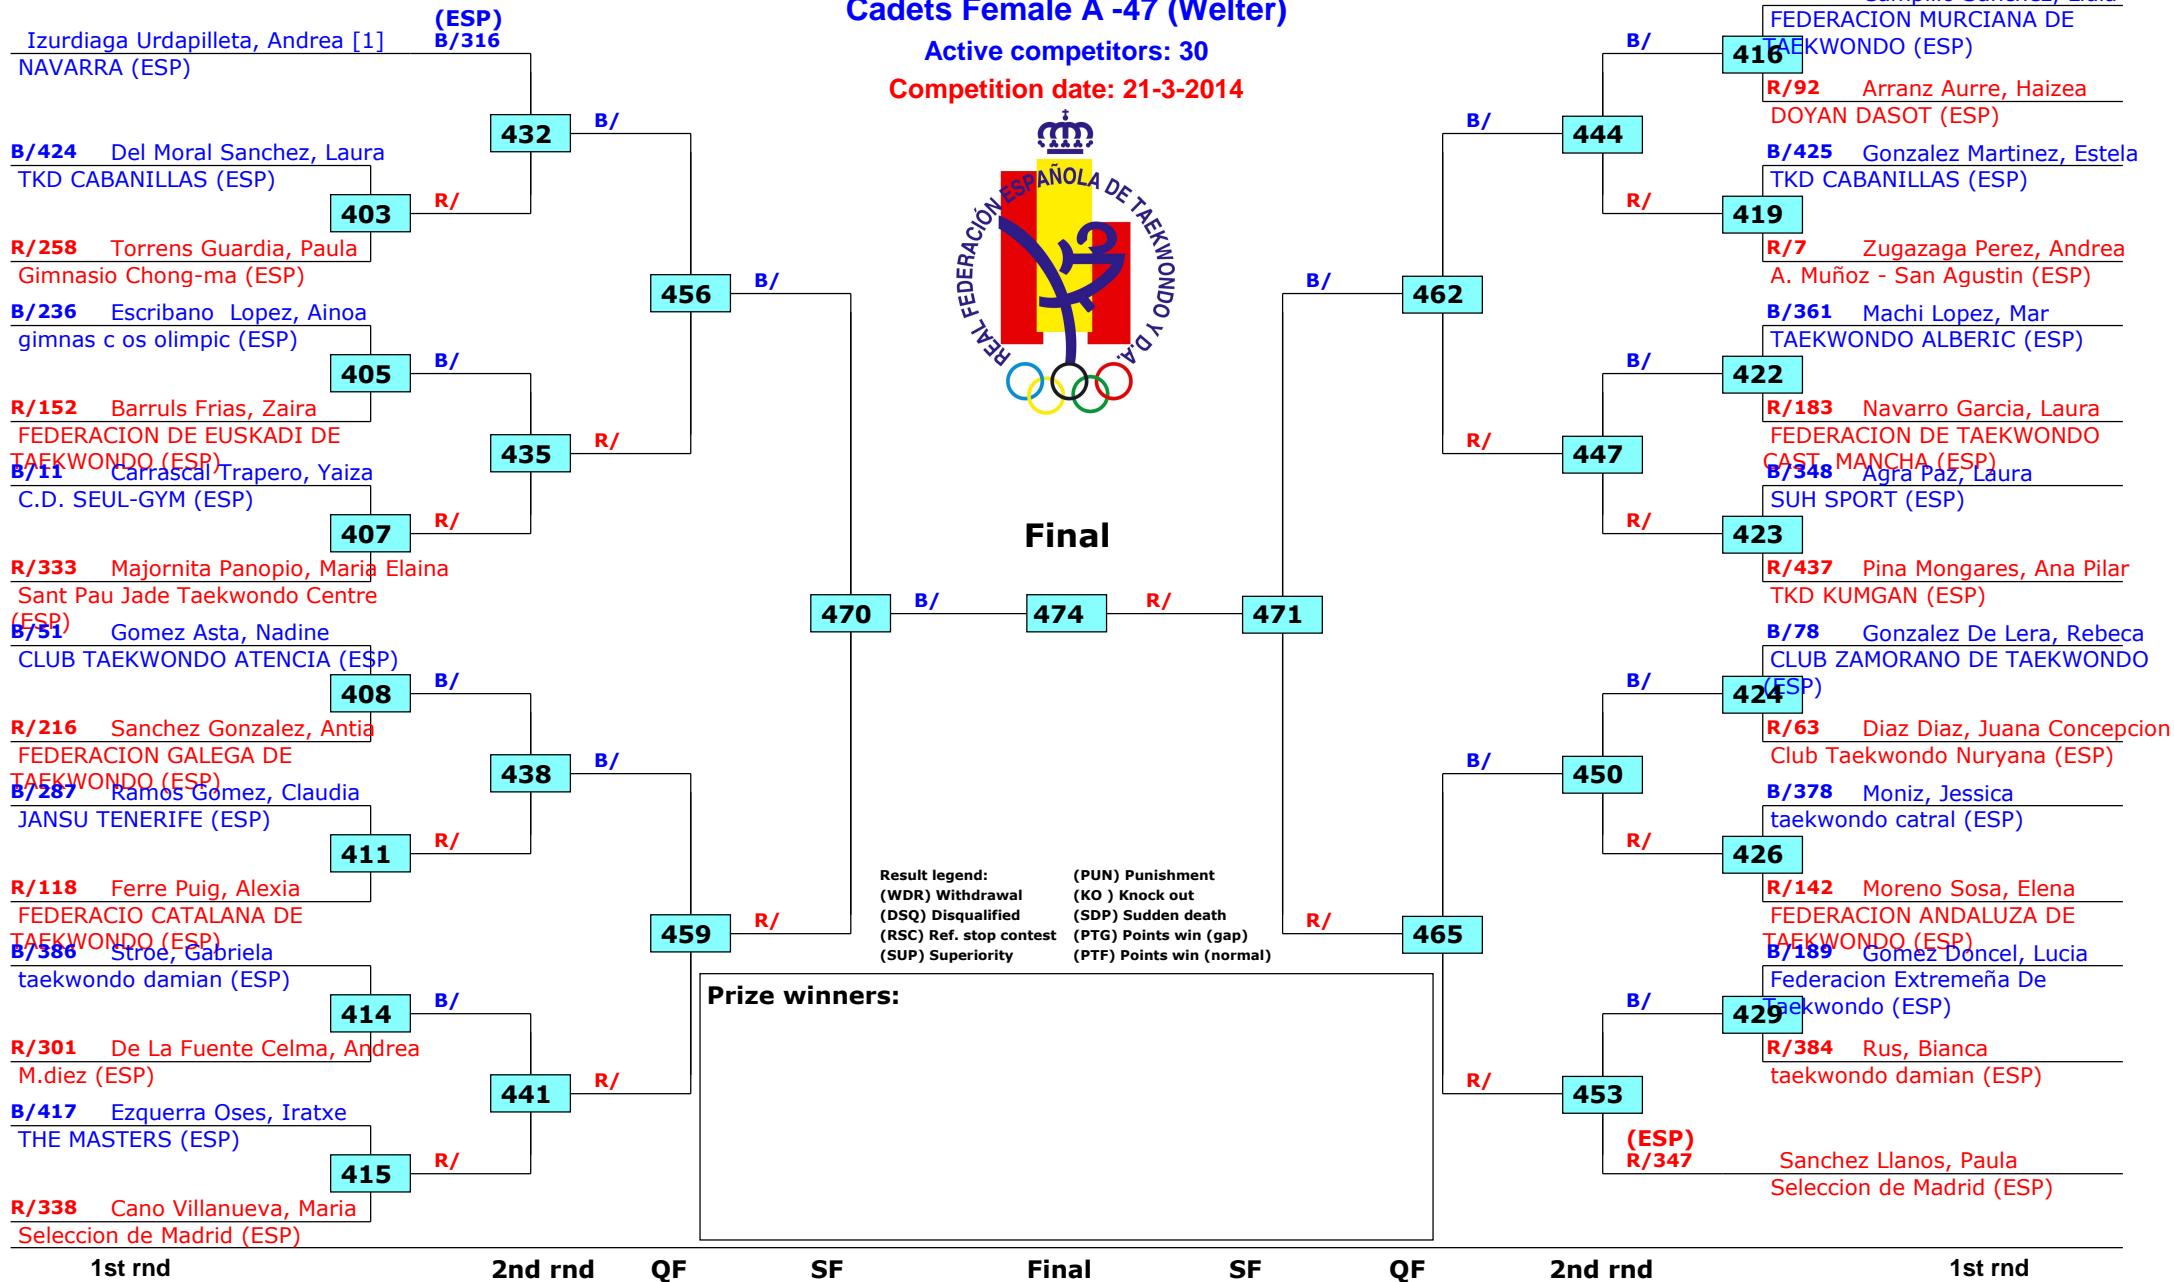 Cadets Female A -47 (Welter)
Active competitors: 30
Competition date: 21-3-2014
REAL FEDERACIÓN ESPAÑOLA DE TAEKWONDO Y D.A.
(ESP)
Izurdiaga Urdapilleta, Andrea [1] B/316
NAVARRA (ESP)
432
B/
B/424 Del Moral Sanchez, Laura
TKD CABANILLAS (ESP)
403
R/
R/258 Torrens Guardia, Paula
Gimnasio Chong-ma (ESP)
456
B/
B/236 Escribano Lopez, Ainoa
gimnas c os olimpic (ESP)
405
B/
R/152 Barruls Frias, Zaira
FEDERACION DE EUSKADI DE
TAEKWONDO (ESP)
435
R/
B/11 Carrascal Trapero, Yaiza
C.D. SEUL-GYM (ESP)
407
R/
R/333 Majornita Panopio, Maria Elaina
Sant Pau Jade Taekwondo Centre
(ESP)
470
B/
B/51 Gomez Asta, Nadine
CLUB TAEKWONDO ATENCIA (ESP)
408
B/
R/216 Sanchez Gonzalez, Antia
FEDERACION GALEGA DE
TAEKWONDO (ESP)
438
B/
B/287 Ramos Gomez, Claudia
JANSU TENERIFE (ESP)
411
R/
R/118 Ferre Puig, Alexia
FEDERACIO CATALANA DE
TAEKWONDO (ESP)
459
R/
B/386 Stroe, Gabriela
taekwondo damian (ESP)
414
B/
R/301 De La Fuente Celma, Andrea
M.diez (ESP)
441
R/
B/417 Ezquerra Oses, Iratxe
THE MASTERS (ESP)
415
R/
R/338 Cano Villanueva, Maria
Seleccion de Madrid (ESP)
Final
474
R/
471
Result legend:
(WDR) Withdrawal
(DSQ) Disqualified
(RSC) Ref. stop contest
(SUP) Superiority
(PUN) Punishment
(KO ) Knock out
(SDP) Sudden death
(PTG) Points win (gap)
(PTF) Points win (normal)
Prize winners:
FEDERACION MURCIANA DE
TAEKWONDO (ESP)
B/
416
R/92 Arranz Aurre, Haizea
DOYAN DASOT (ESP)
B/
444
B/425 Gonzalez Martinez, Estela
TKD CABANILLAS (ESP)
R/
419
R/7 Zugazaga Perez, Andrea
A. Muñoz - San Agustin (ESP)
B/
462
B/361 Machi Lopez, Mar
TAEKWONDO ALBERIC (ESP)
B/
422
R/183 Navarro Garcia, Laura
FEDERACION DE TAEKWONDO
CAST. MANCHA (ESP)
R/
447
B/348 Agra Paz, Laura
SUH SPORT (ESP)
R/
423
R/437 Pina Mongares, Ana Pilar
TKD KUMGAN (ESP)
B/78 Gonzalez De Lera, Rebeca
CLUB ZAMORANO DE TAEKWONDO
(ESP)
B/
424
R/63 Diaz Diaz, Juana Concepcion
Club Taekwondo Nuryana (ESP)
B/
450
B/378 Moniz, Jessica
taekwondo catral (ESP)
R/
426
R/142 Moreno Sosa, Elena
FEDERACION ANDALUZA DE
TAEKWONDO (ESP)
R/
465
B/189 Gomez Doncel, Lucia
Federacion Extremeña De
Taekwondo (ESP)
B/
429
R/384 Rus, Bianca
taekwondo damian (ESP)
R/
453
(ESP)
R/347 Sanchez Llanos, Paula
Seleccion de Madrid (ESP)
1st rnd 2nd rnd QF SF Final SF QF 2nd rnd 1st rnd